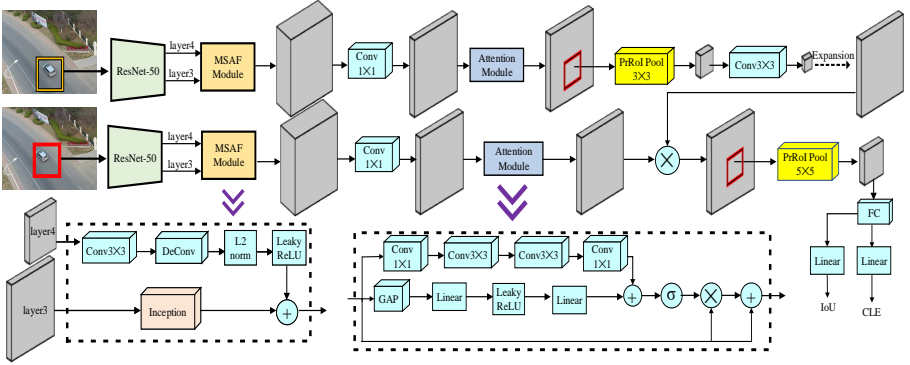 ResNet-50
layer4
layer3
MSAF
Module
Conv
1×1
Attention
Module
PrRoI Pool
3×3
Conv3×3
Expansion
ResNet-50
layer4
layer3
MSAF
Module
Conv
1×1
Attention
Module
×
PrRoI Pool
5×5
FC
Linear
Linear
IoU
CLE
layer4
Conv3×3
DeConv
L2
norm
Leaky
ReLU
layer3
Inception
+
Conv
1×1
Conv3×3
Conv3×3
Conv
1×1
GAP
Linear
Leaky
ReLU
Linear
+
σ
×
+